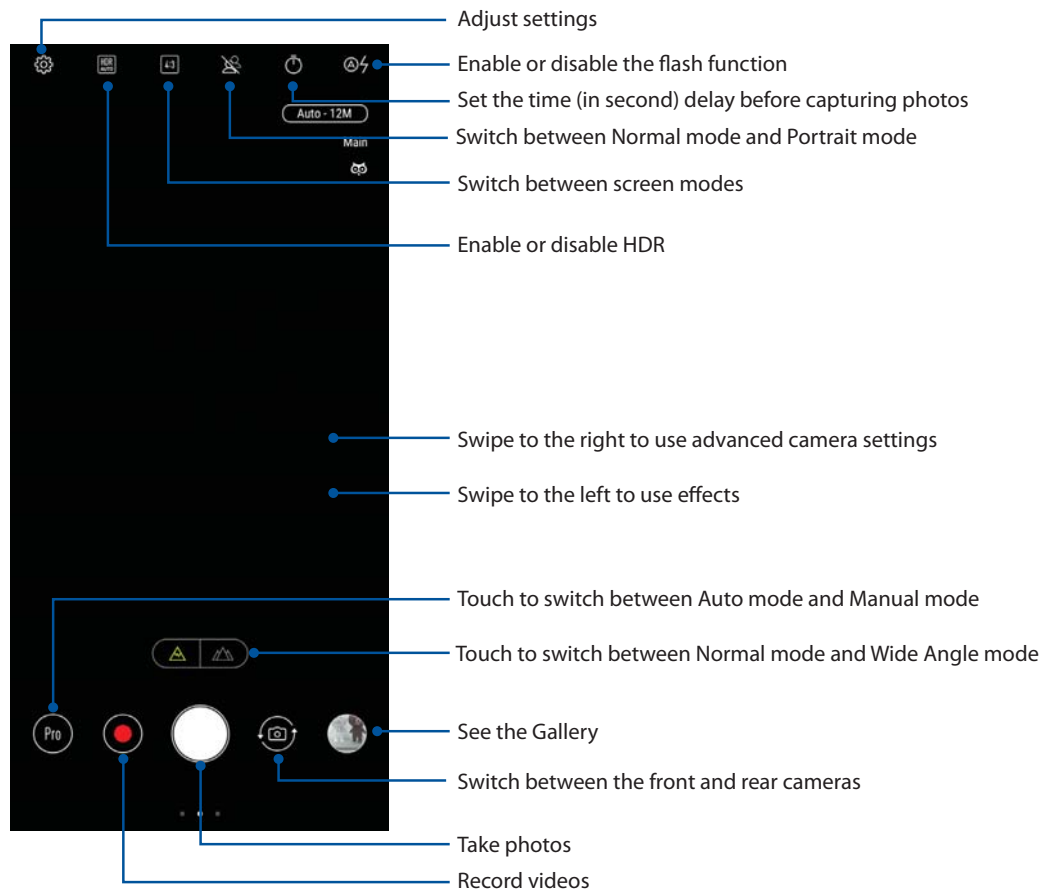 Adjust settings
HDR
AUTO
4:3
A
Enable or disable the flash function
Set the time (in second) delay before capturing photos
Auto - 12M
Switch between Normal mode and Portrait mode
Main
Switch between screen modes
Enable or disable HDR
Swipe to the right to use advanced camera settings
Swipe to the left to use effects
Touch to switch between Auto mode and Manual mode
Touch to switch between Normal mode and Wide Angle mode
Pro
See the Gallery
Switch between the front and rear cameras
Take photos
Record videos